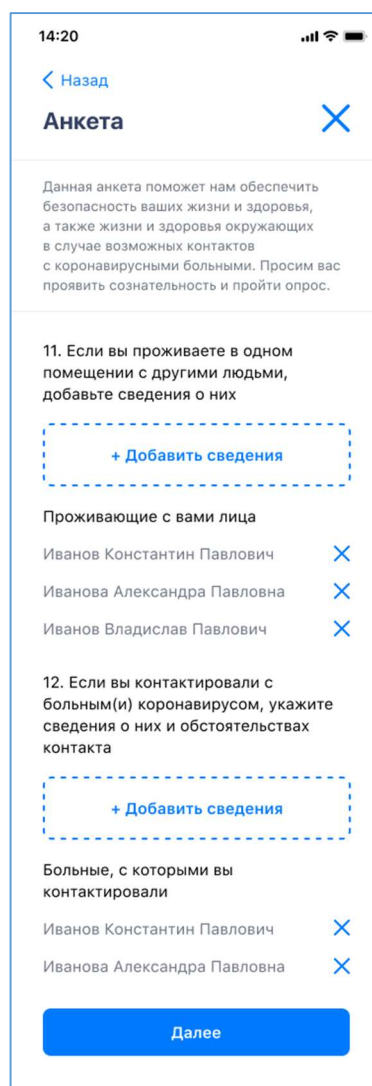 14:20
Назад
Анкета
Данная анкета поможет нам обеспечить
безопасность ваших жизни и здоровья,
а также жизни и здоровья окружающих
в случае возможных контактов
с коронавирусными больными. Просим вас
проявить сознательность и пройти опрос.
11. Если вы проживаете в одном
помещении с другими людьми,
добавьте сведения о них
+ Добавить сведения
Проживающие с вами лица
Иванов Константин Павлович
Иванова Александра Павловна
Иванов Владислав Павлович
12. Если вы контактировали с
больным(и) коронавирусом, укажите
сведения о них и обстоятельствах
контакта
+ Добавить сведения
Больные, с которыми вы
контактировали
Иванов Константин Павлович
Иванова Александра Павловна
Далее